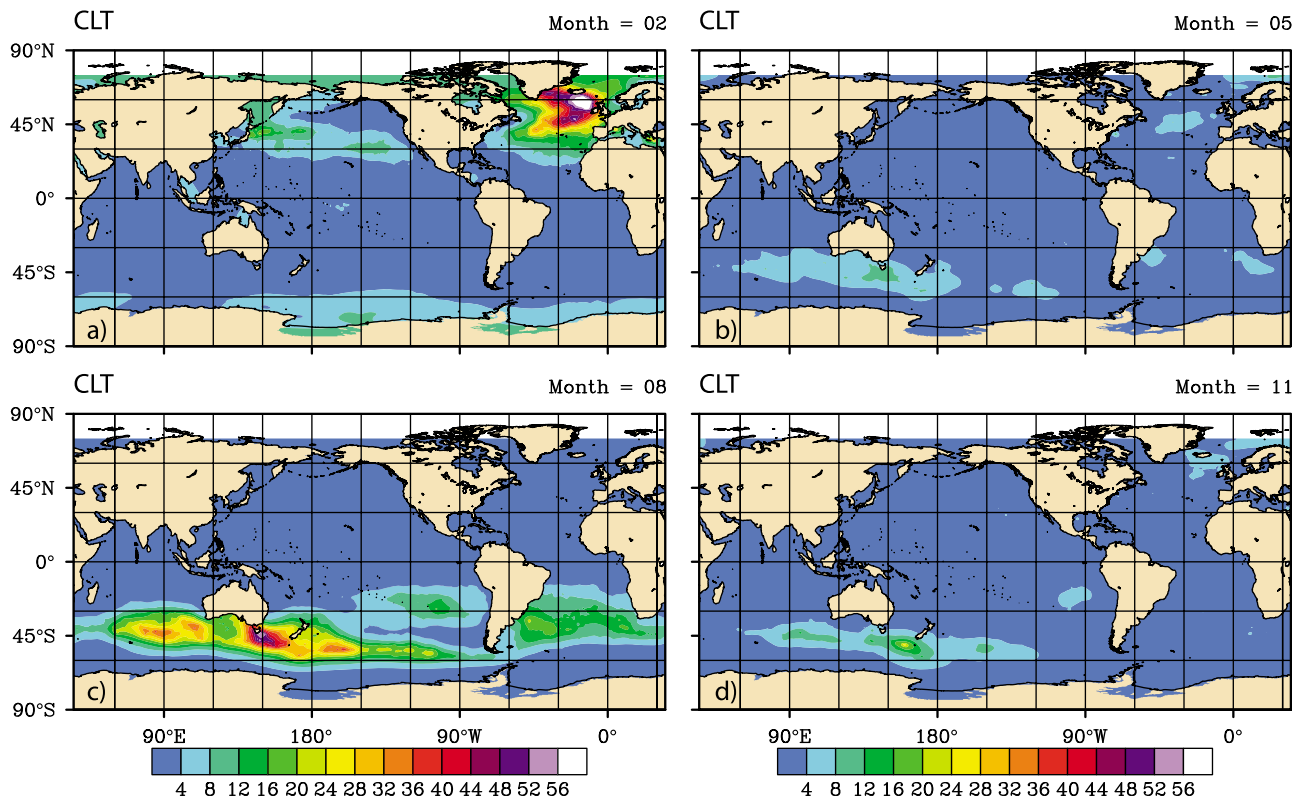 CLT Month = 02 CLT Month = 05
90°N
45°N
0°
45°S
90°S
a) b)
CLT Month = 08 CLT Month = 11
90°N
45°N
0°
45°S
90°S
c) d)
90°E 180° 90°W 0° 90°E 180° 90°W 0°
4 8 12 16 20 24 28 32 36 40 44 48 52 56 4 8 12 16 20 24 28 32 36 40 44 48 52 56